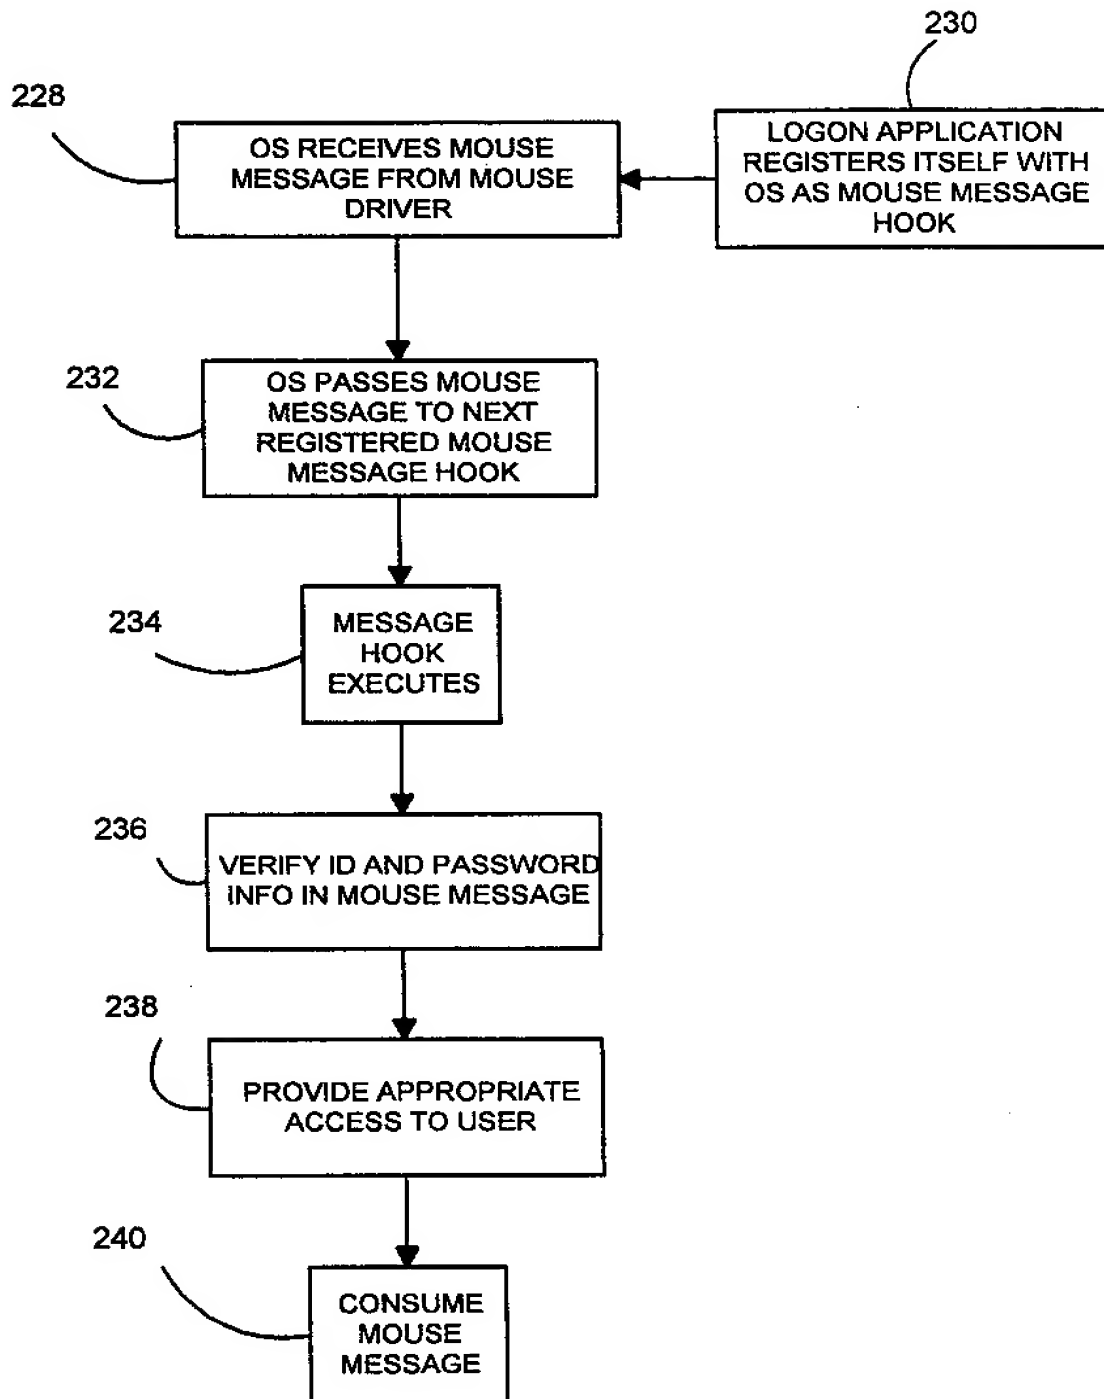 230
228
OS RECEIVES MOUSE
MESSAGE FROM MOUSE
DRIVER
LOGON APPLICATION
REGISTERS ITSELF WITH
OS AS MOUSE MESSAGE
HOOK
232
OS PASSES MOUSE
MESSAGE TO NEXT
REGISTERED MOUSE
MESSAGE HOOK
234
MESSAGE
HOOK
EXECUTES
236
VERIFY ID AND PASSWORD
INFO IN MOUSE MESSAGE
238
PROVIDE APPROPRIATE
ACCESS TO USER
240
CONSUME
MOUSE
MESSAGE